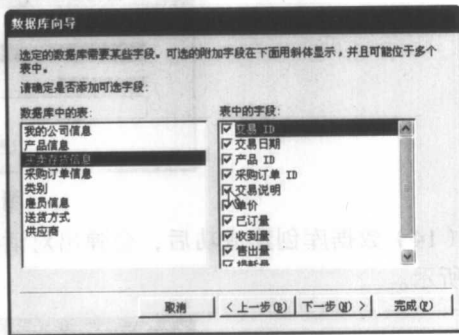 数据库向导
选定的数据库需要某些字段。可选的附加字段在下面用斜体显示，并且可能位于多个
表中。
请确定是否添加可选字段:
数据库中的表:
我的公司信息
产品信息
采购订单信息
类别
雇员信息
送货方式
供应商
表中的字段:
交易 ID
交易日期
产品 ID
采购订单 ID
交易说明
单价
已订量
收到量
售出量
取消
< 上一步(B)
下一步(N) >
完成(F)